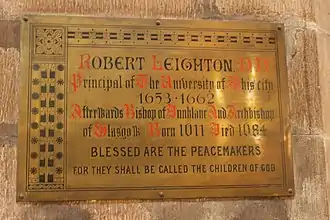 ROBERT LEIGHTON, D.D.
Principal of The University of This city
1653-1662
Afterwards Bishop of Dunblane And Archbishop
of Glasgow Born 1611 Died 1684
BLESSED ARE THE PEACEMAKERS
FOR THEY SHALL BE CALLED THE CHILDREN OF GOD